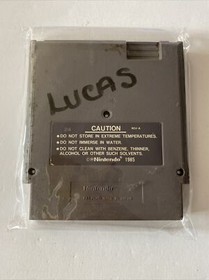 LUCAS
CAUTION
• DO NOT STORE IN EXTREME TEMPERATURES.
• DO NOT IMMERSE IN WATER.
• DO NOT CLEAN WITH BENZENE, THINNER,
ALCOHOL OR OTHER SUCH SOLVENTS.
©®Nintendo® 1985
Nintendo